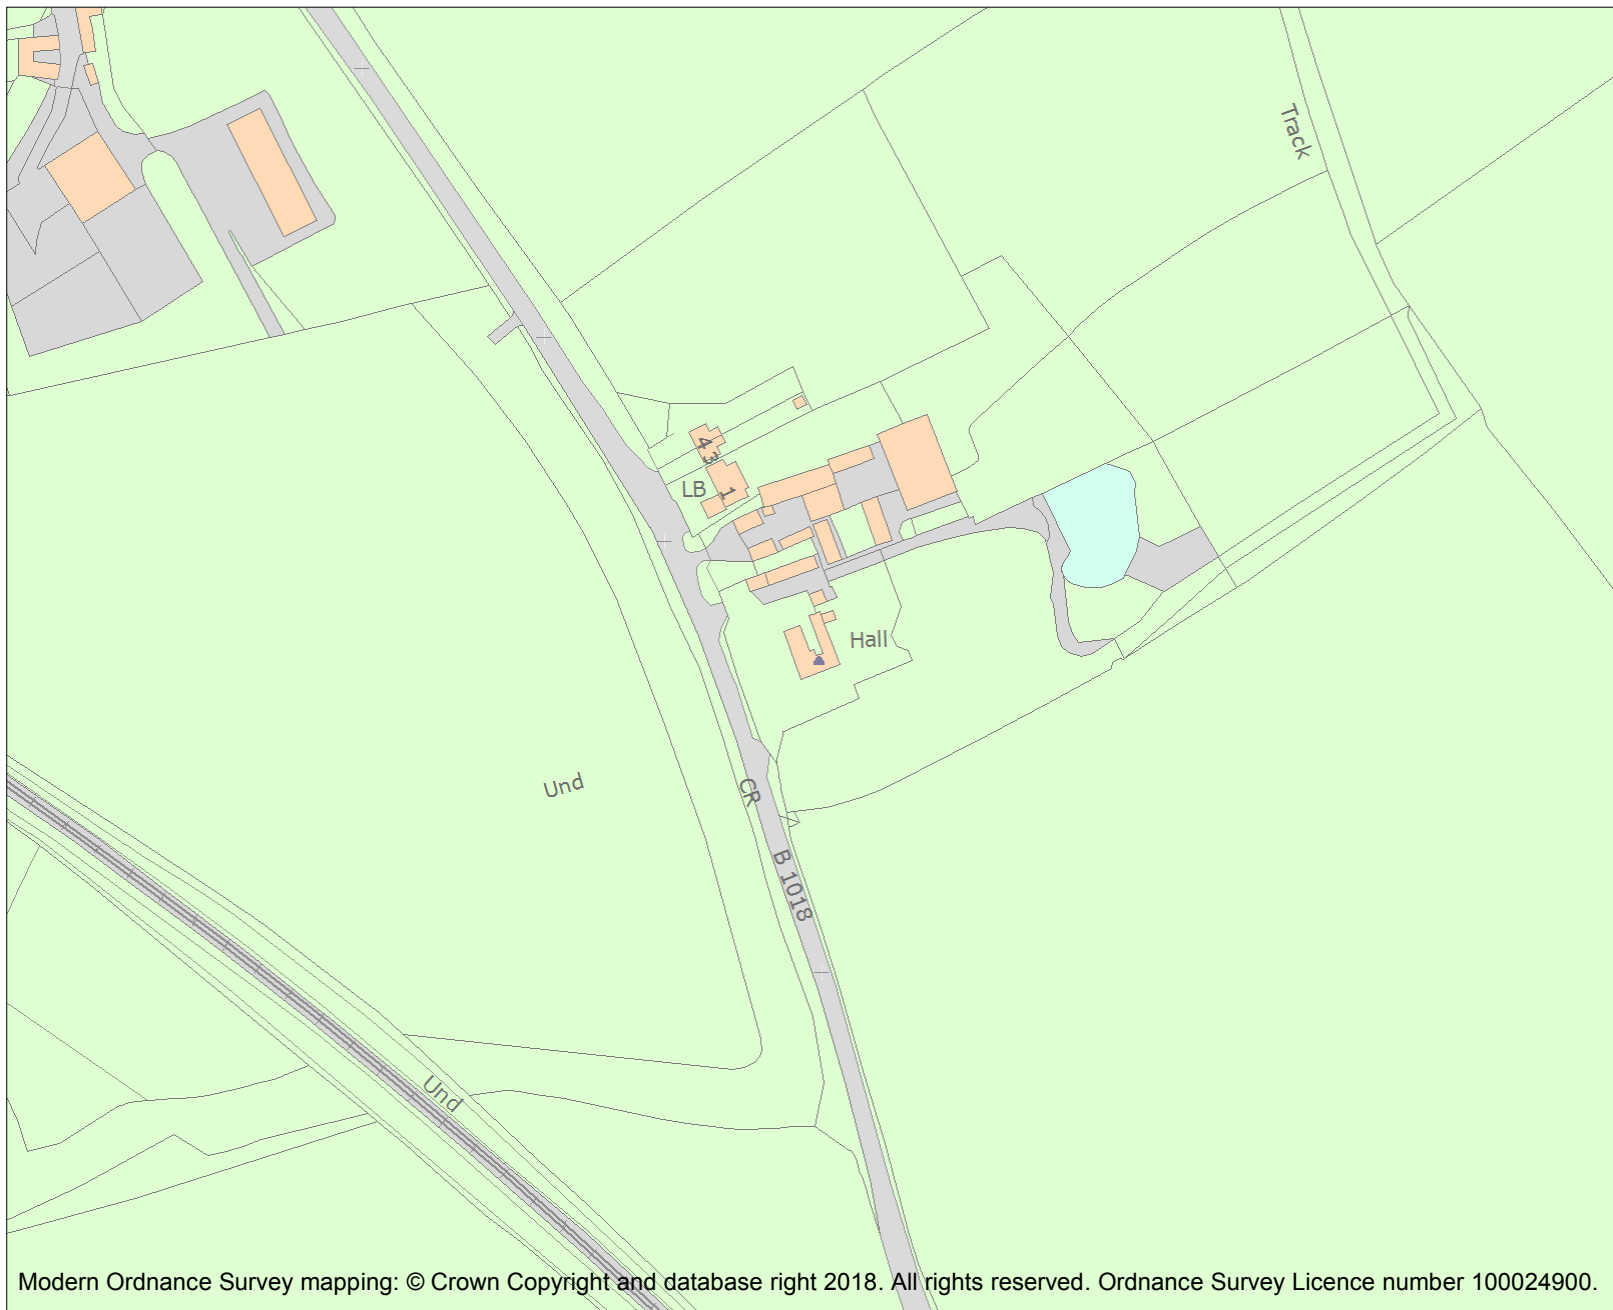 Track
4
3
LB
1
Hall
Und
CR
B 1018
Und
Modern Ordnance Survey mapping: © Crown Copyright and database right 2018. All rights reserved. Ordnance Survey Licence number 100024900.